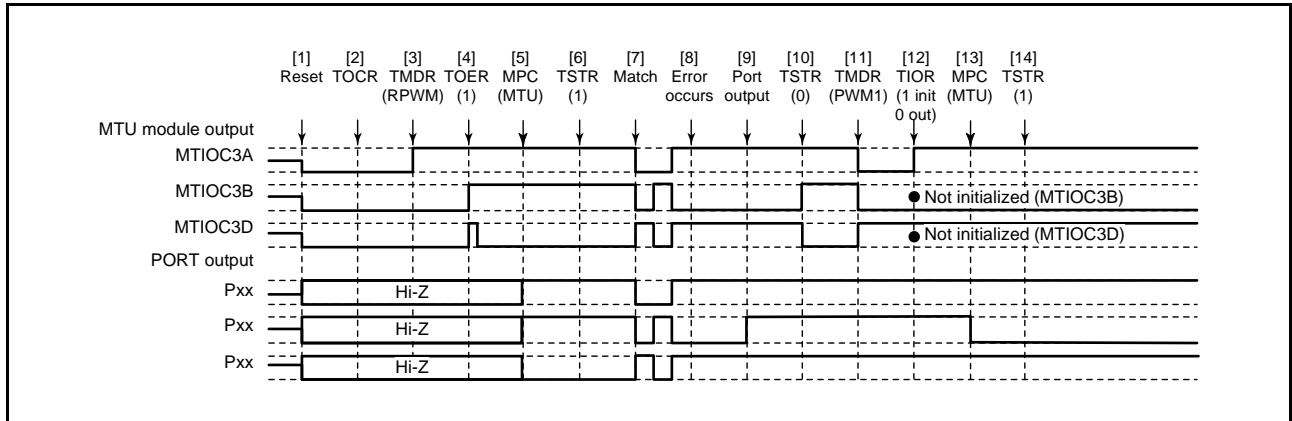 [1] [2] [3] [4] [5] [6] [7] [8] [9] [10] [11] [12] [13] [14]
Reset TOCR TMDR TOER MPC TSTR Match Error Port TSTR TMDR TIOR MPC TSTR
(RPWM) (1) (MTU) (1) occurs output (0) (PWM1) (1 init (MTU) (1)
0 out)
MTU module output
MTIOC3A
MTIOC3B
Not initialized (MTIOC3B)
MTIOC3D
Not initialized (MTIOC3D)
PORT output
Pxx
Hi-Z
Pxx
Hi-Z
Pxx
Hi-Z